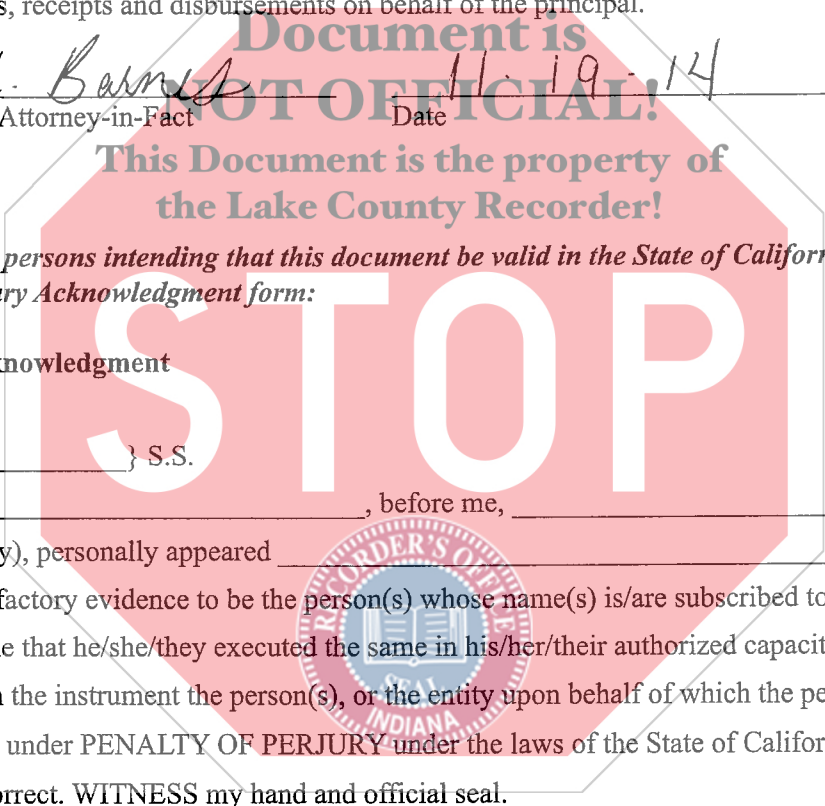 s, receipts and disbursements on behalf of the principal.
Document is
. Barnes 11-19-14
NOT OFFICIAL!
Attorney-in-Fact Date
This Document is the property of
the Lake County Recorder!
persons intending that this document be valid in the State of Californ
ry Acknowledgment form:
STOP
nowledgment
} S.S.
, before me,
y), personally appeared
factory evidence to be the person(s) whose name(s) is/are subscribed to
e that he/she/they executed the same in his/her/their authorized capacit
n the instrument the person(s), or the entity upon behalf of which the pe
under PENALTY OF PERJURY under the laws of the State of Califor
orrect. WITNESS my hand and official seal.
RECORDER'S OFFICE
SEAL
INDIANA